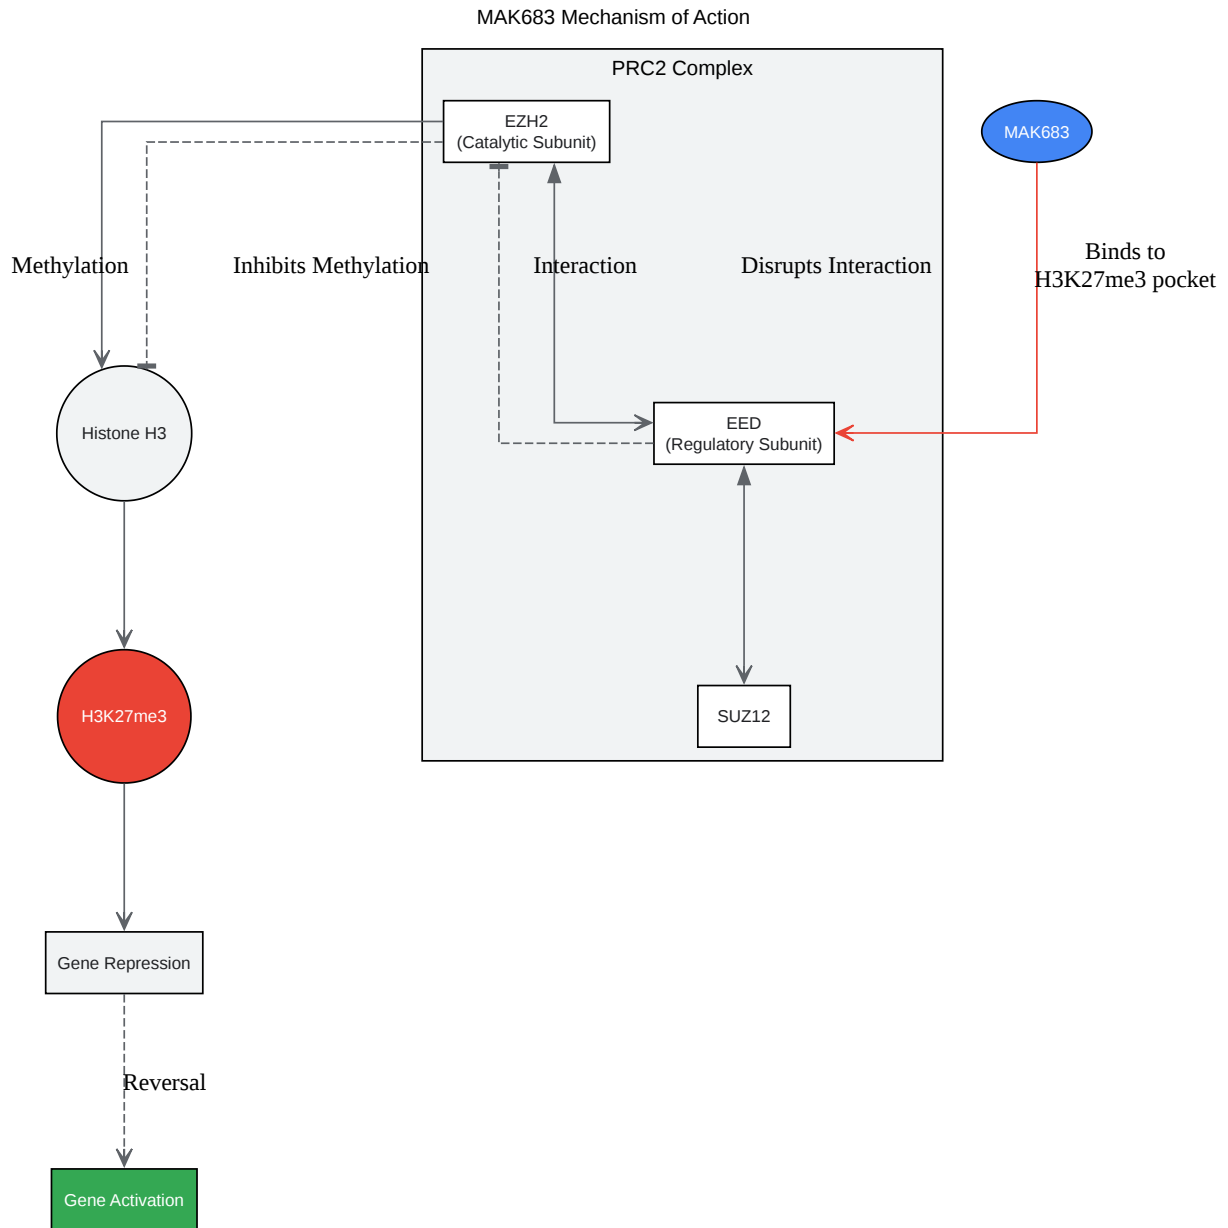 MAK683 Mechanism of Action
PRC2 Complex
EZH2
(Catalytic Subunit)
MAK683
Methylation
Inhibits Methylation
Interaction
Disrupts Interaction
Binds to
H3K27me3 pocket
Histone H3
EED
(Regulatory Subunit)
H3K27me3
SUZ12
Gene Repression
Reversal
Gene Activation